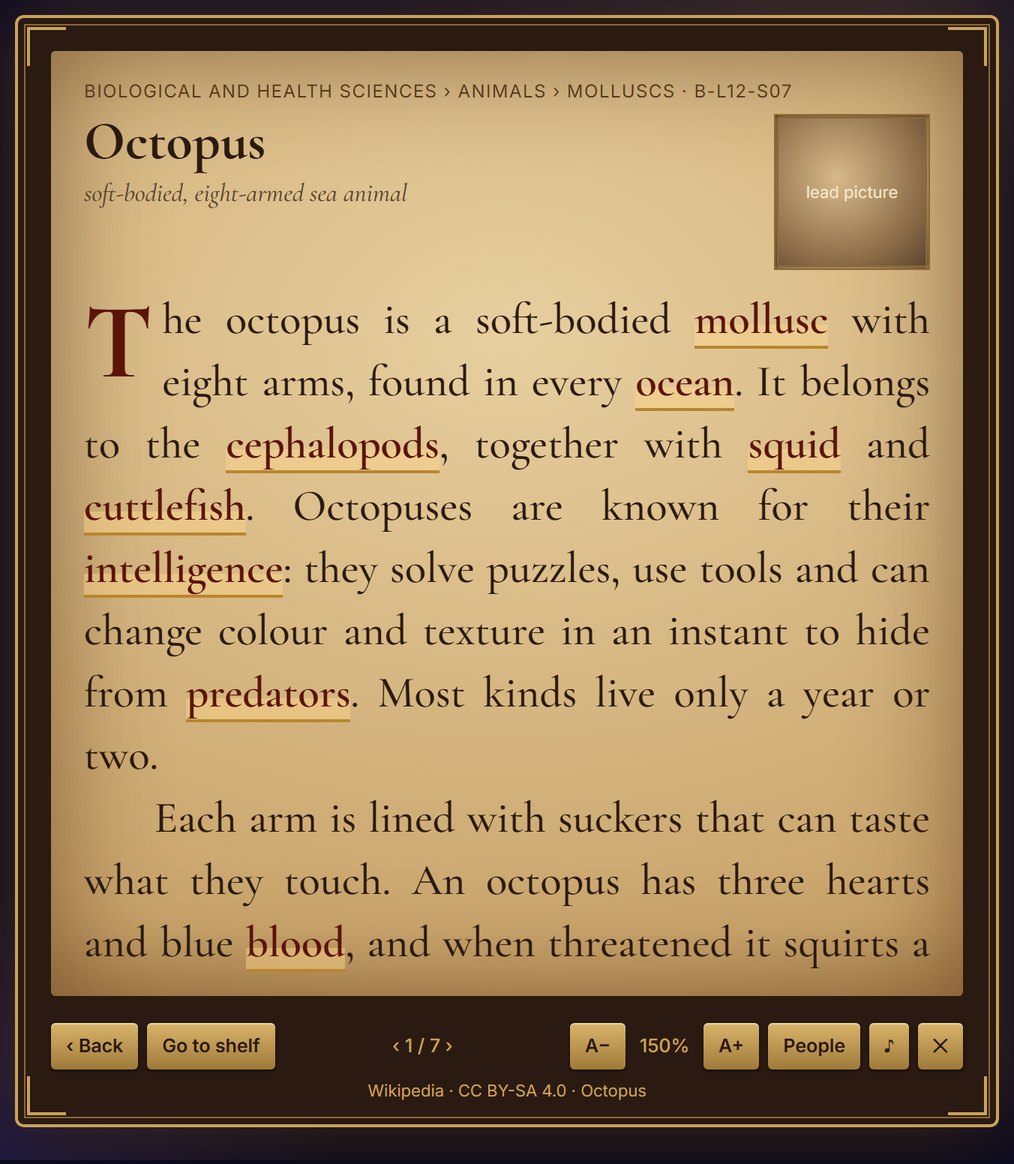 BIOLOGICAL AND HEALTH SCIENCES › ANIMALS › MOLLUSCS · B-L12-S07
Octopus
soft-bodied, eight-armed sea animal
lead picture
The octopus is a soft-bodied mollusc with
eight arms, found in every ocean. It belongs
to the cephalopods, together with squid and
cuttlefish. Octopuses are known for their
intelligence: they solve puzzles, use tools and can
change colour and texture in an instant to hide
from predators. Most kinds live only a year or
two.
Each arm is lined with suckers that can taste
what they touch. An octopus has three hearts
and blue blood, and when threatened it squirts a
‹ Back Go to shelf ‹ 1 / 7 › A− 150% A+ People ♪ ×
Wikipedia · CC BY-SA 4.0 · Octopus